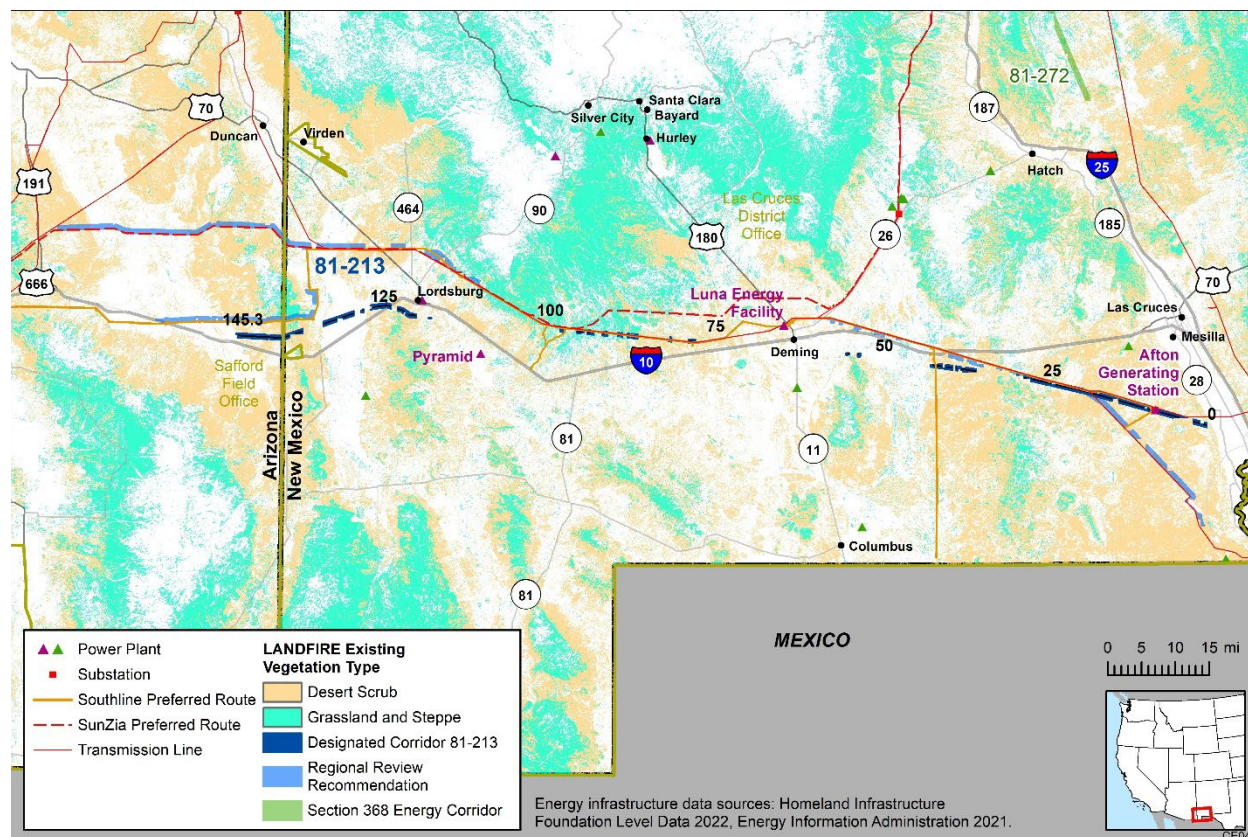 187
81-272
Santa Clara
Silver City
Bayard
Hurley
70
Duncan
Virden
25
Hatch
191
464
90
Las Cruces
District
Office
180
26
185
81-213
666
125
Lordsburg
100
Luna Energy
Facility
75
70
Las Cruces
Mesilla
145.3
Pyramid
10
Deming
50
25
Afton
Generating
Station
28
0
Safford
Field
Office
Arizona
New Mexico
81
11
Columbus
81
MEXICO
0 5 10 15 mi
Power Plant
Substation
Southline Preferred Route
SunZia Preferred Route
Transmission Line
LANDFIRE Existing
Vegetation Type
Desert Scrub
Grassland and Steppe
Designated Corridor 81-213
Regional Review
Recommendation
Section 368 Energy Corridor
Energy infrastructure data sources: Homeland Infrastructure
Foundation Level Data 2022, Energy Information Administration 2021.